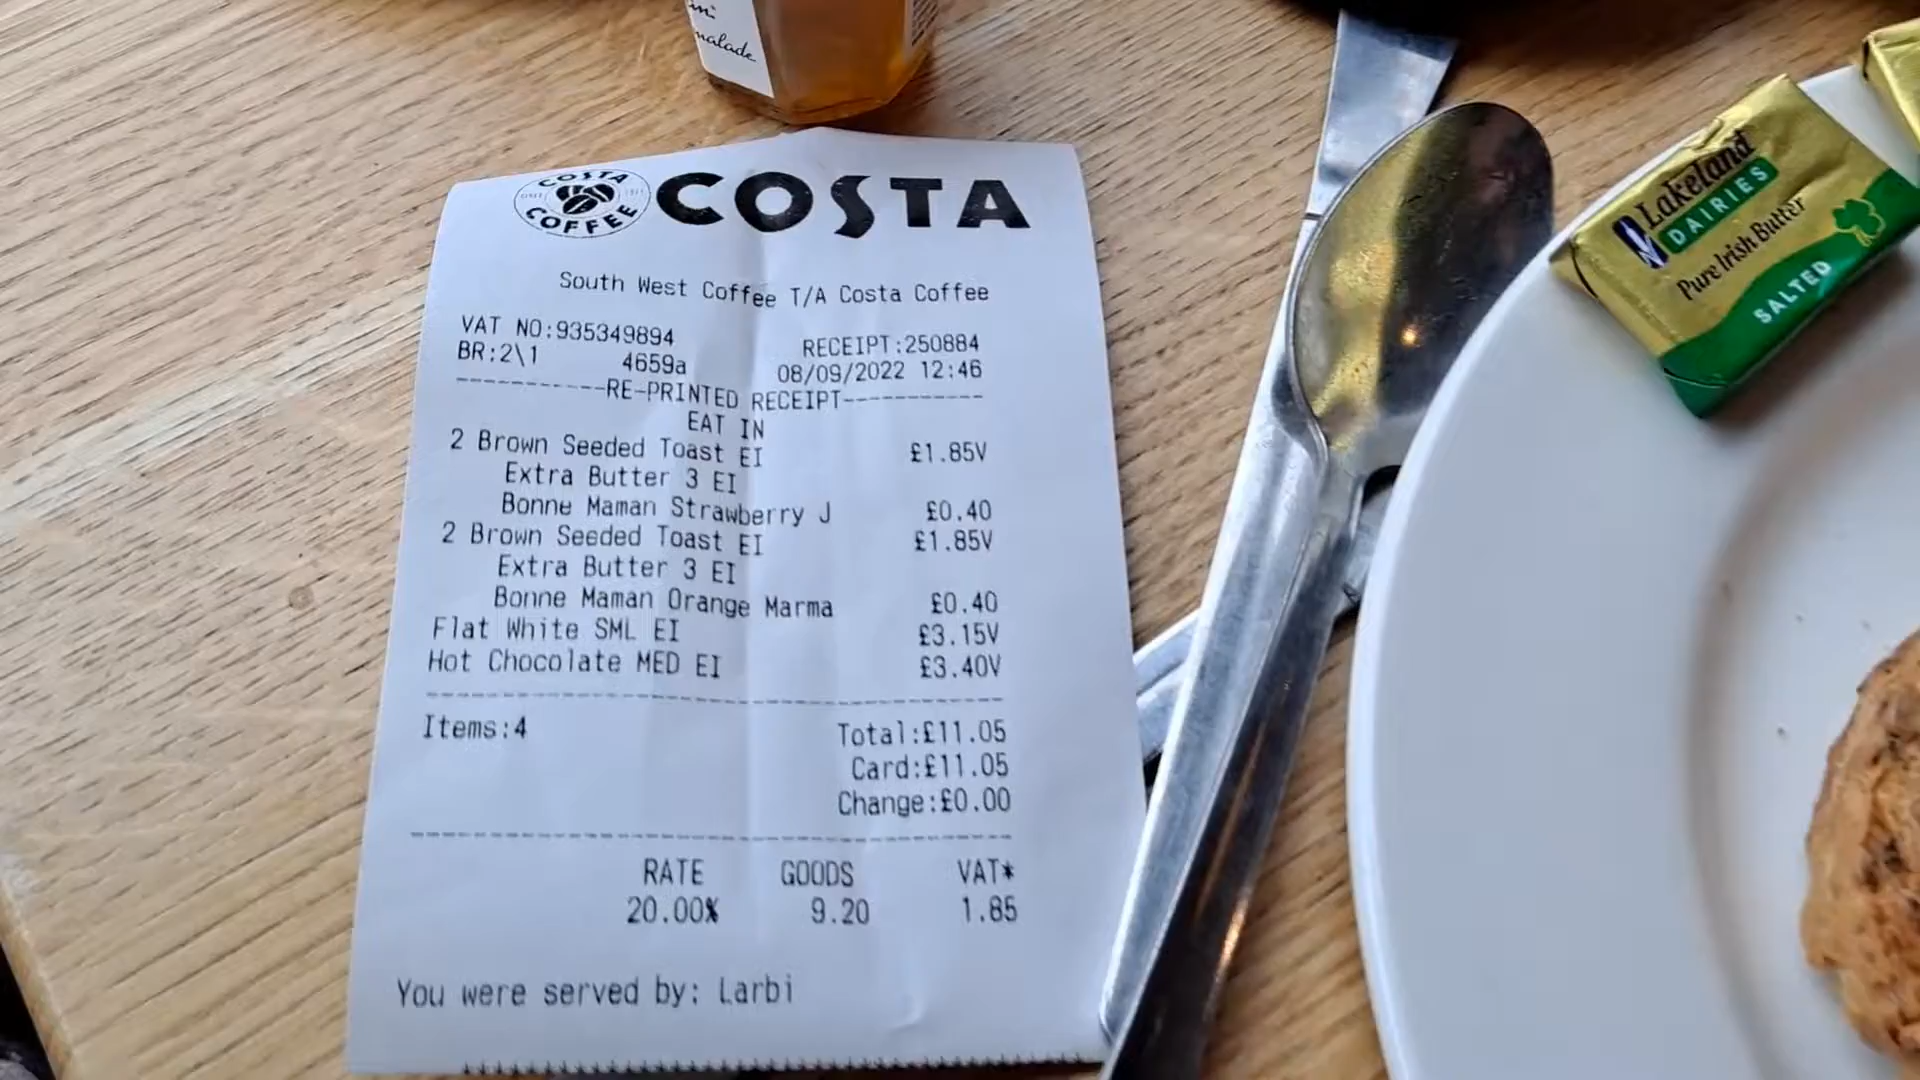 in:
malade
COSTA
COFFEE
COSTA
South West Coffee T/A Costa Coffee
VAT NO:935349894 RECEIPT:250884
BR:2\1 4659a 08/09/2022 12:46
-----------RE-PRINTED RECEIPT-----------
EAT IN
2 Brown Seeded Toast EI £1.85V
Extra Butter 3 EI
Bonne Maman Strawberry J £0.40
2 Brown Seeded Toast EI £1.85V
Extra Butter 3 EI
Bonne Maman Orange Marma £0.40
Flat White SML EI £3.15V
Hot Chocolate MED EI £3.40V
Items:4 Total:£11.05
Card:£11.05
Change:£0.00
RATE GOODS VAT*
20.00% 9.20 1.85
You were served by: Larbi
Lakeland
DAIRIES
Pure Irish Butter
SALTED